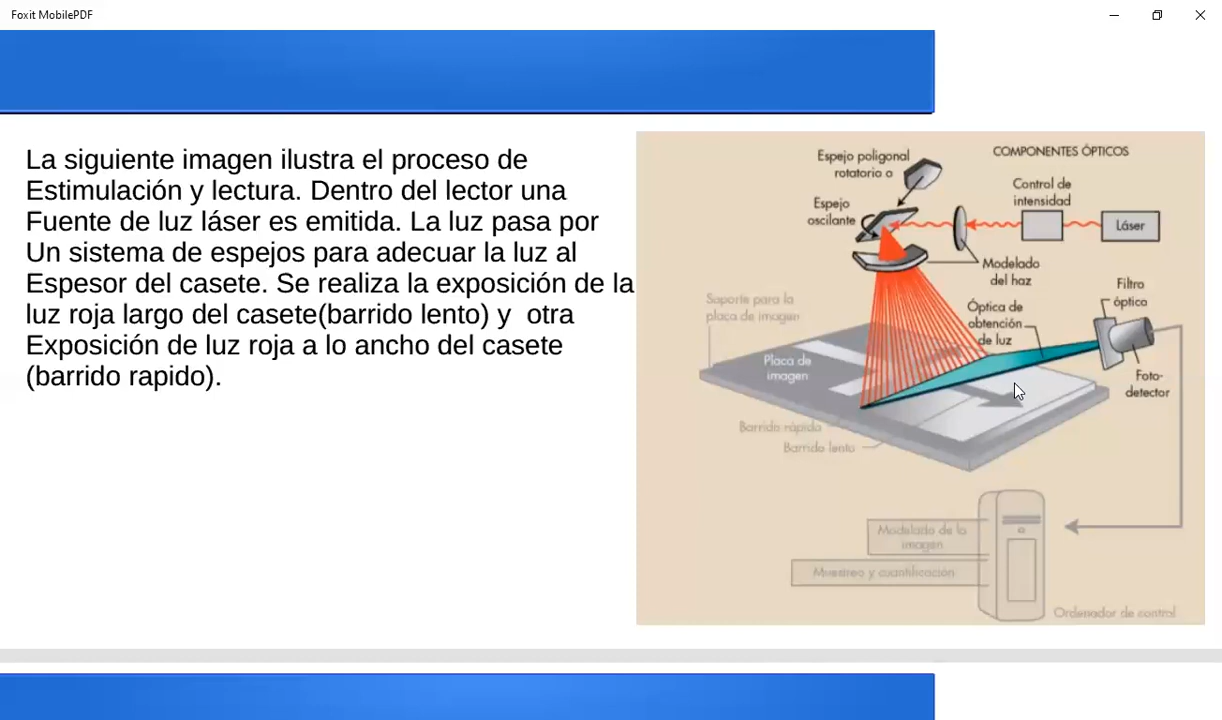 Foxit MobilePDF
La siguiente imagen ilustra el proceso de
Estimulación y lectura. Dentro del lector una
Fuente de luz láser es emitida. La luz pasa por
Un sistema de espejos para adecuar la luz al
Espesor del casete. Se realiza la exposición de la
luz roja largo del casete(barrido lento) y  otra
Exposición de luz roja a lo ancho del casete
(barrido rapido).
COMPONENTES ÓPTICOS
Espejo poligonal
rotatorio o
Espejo
oscilante
Control de
intensidad
Láser
Modelado
del haz
Filtro
óptico
Óptica de
obtención
de luz
Foto-
detector
Soporte para la
placa de imagen
Placa de
imagen
Barrido rápido
Barrido lento
Modelado de la
imagen
Muestreo y cuantificación
Ordenador de control